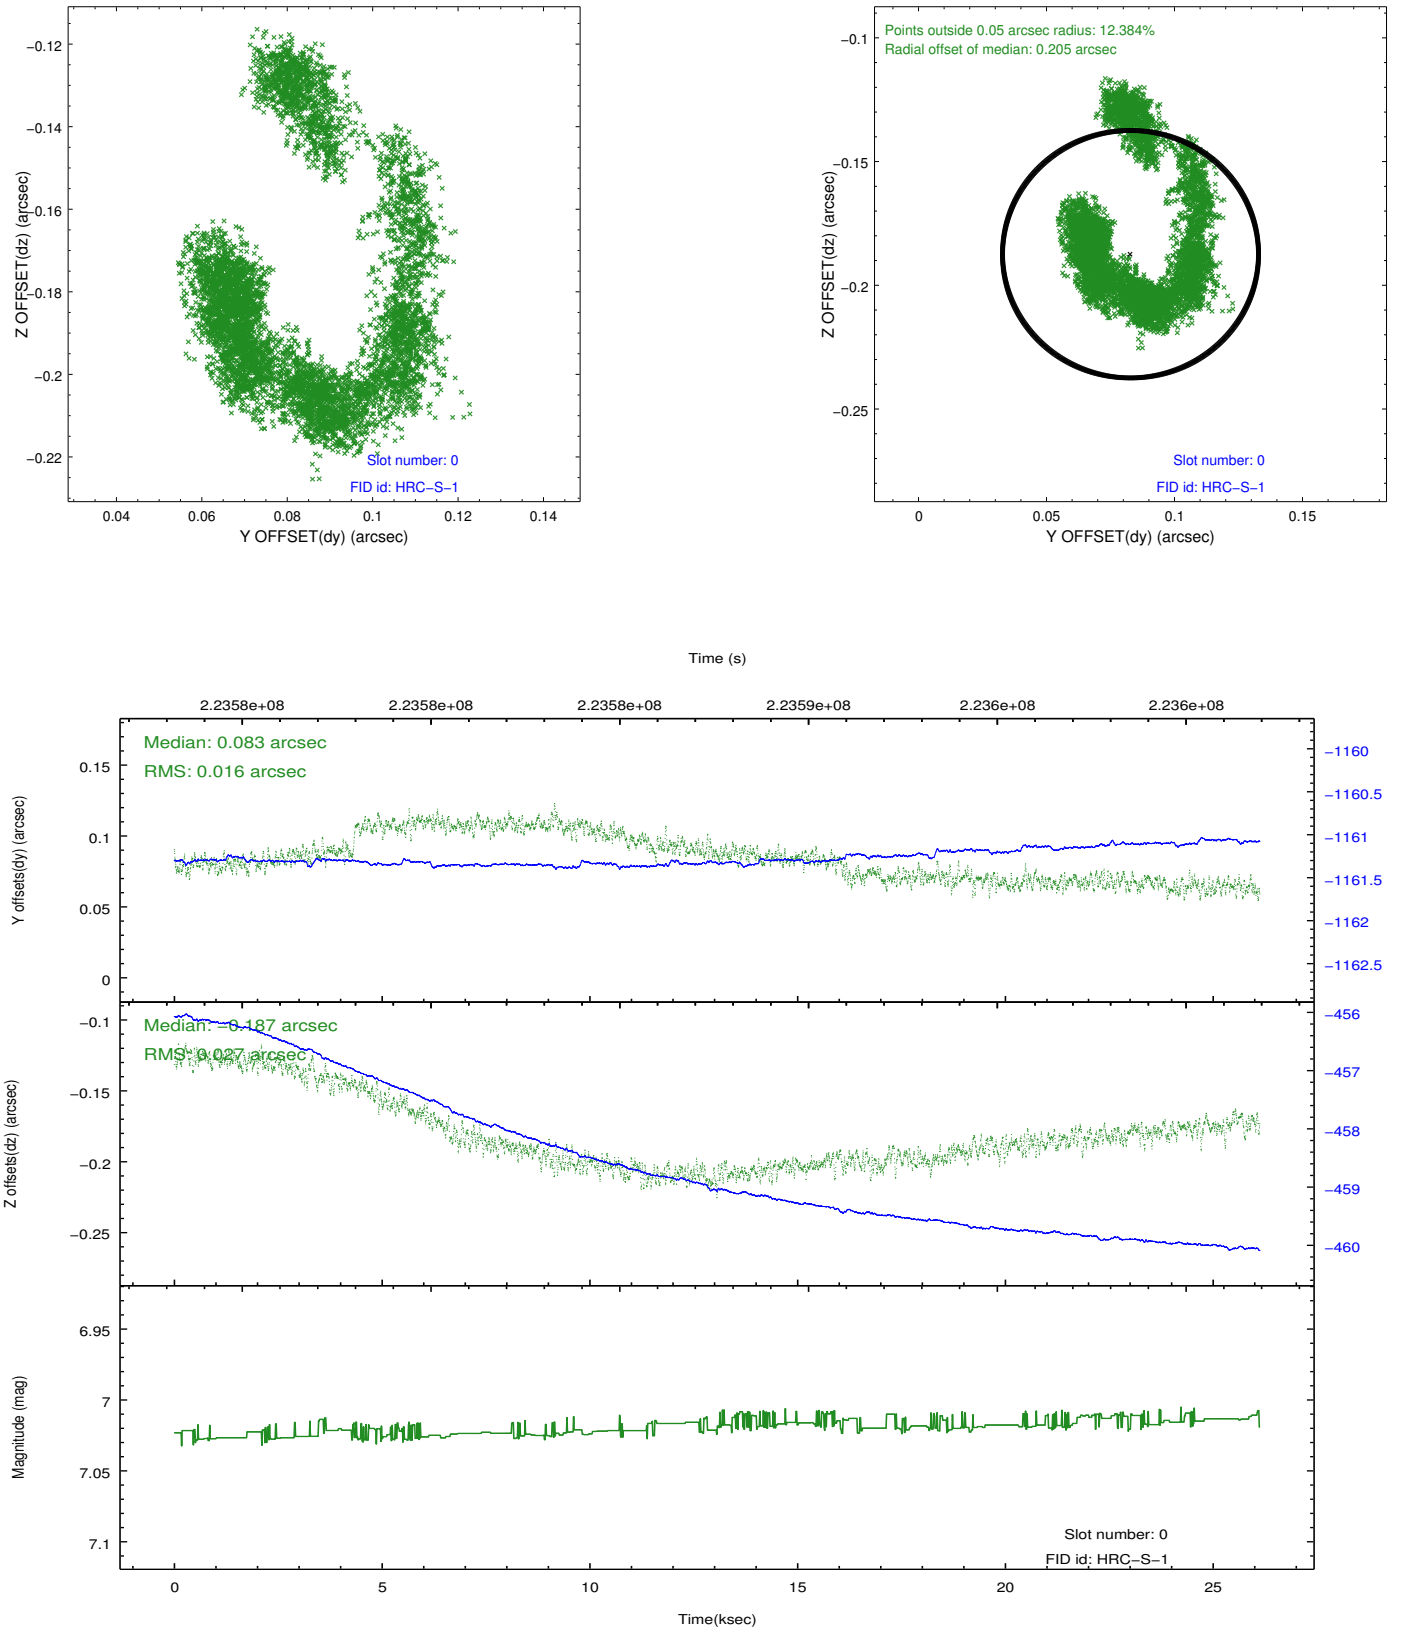 −0.12
−0.14
−0.16
−0.18
−0.2
−0.22
Z OFFSET(dz) (arcsec)
Slot number: 0
FID id: HRC−S−1
0.04 0.06 0.08 0.1 0.12 0.14
Y OFFSET(dy) (arcsec)
Points outside 0.05 arcsec radius: 12.384%
Radial offset of median: 0.205 arcsec
−0.1
−0.15
−0.2
−0.25
Z OFFSET(dz) (arcsec)
Slot number: 0
FID id: HRC−S−1
0 0.05 0.1 0.15
Y OFFSET(dy) (arcsec)
Time (s)
2.2358e+08 2.2358e+08 2.2358e+08 2.2359e+08 2.236e+08 2.236e+08
Median: 0.083 arcsec
RMS: 0.016 arcsec
0.15
0.1
0.05
0
Y offsets(dy) (arcsec)
−1160
−1160.5
−1161
−1161.5
−1162
−1162.5
Median: −0.187 arcsec
RMS: 0.027 arcsec
−0.1
−0.15
−0.2
−0.25
Z offsets(dz) (arcsec)
−456
−457
−458
−459
−460
6.95
7
7.05
7.1
Magnitude (mag)
Slot number: 0
FID id: HRC−S−1
0 5 10 15 20 25
Time(ksec)